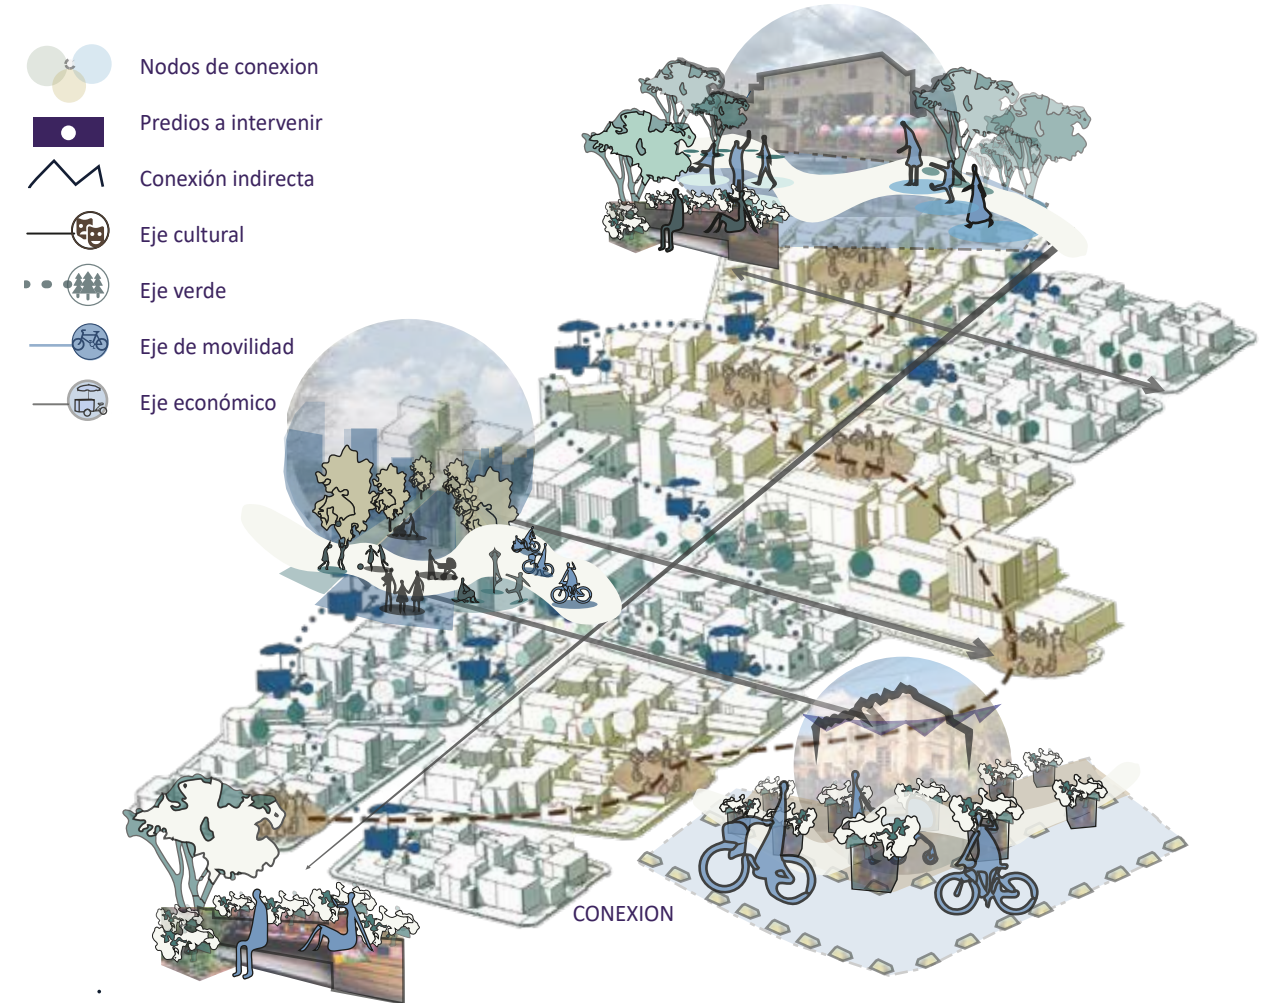 Nodos de conexion
Predios a intervenir
Conexión indirecta
Eje cultural
Eje verde
Eje de movilidad
Eje económico
CONEXION
.